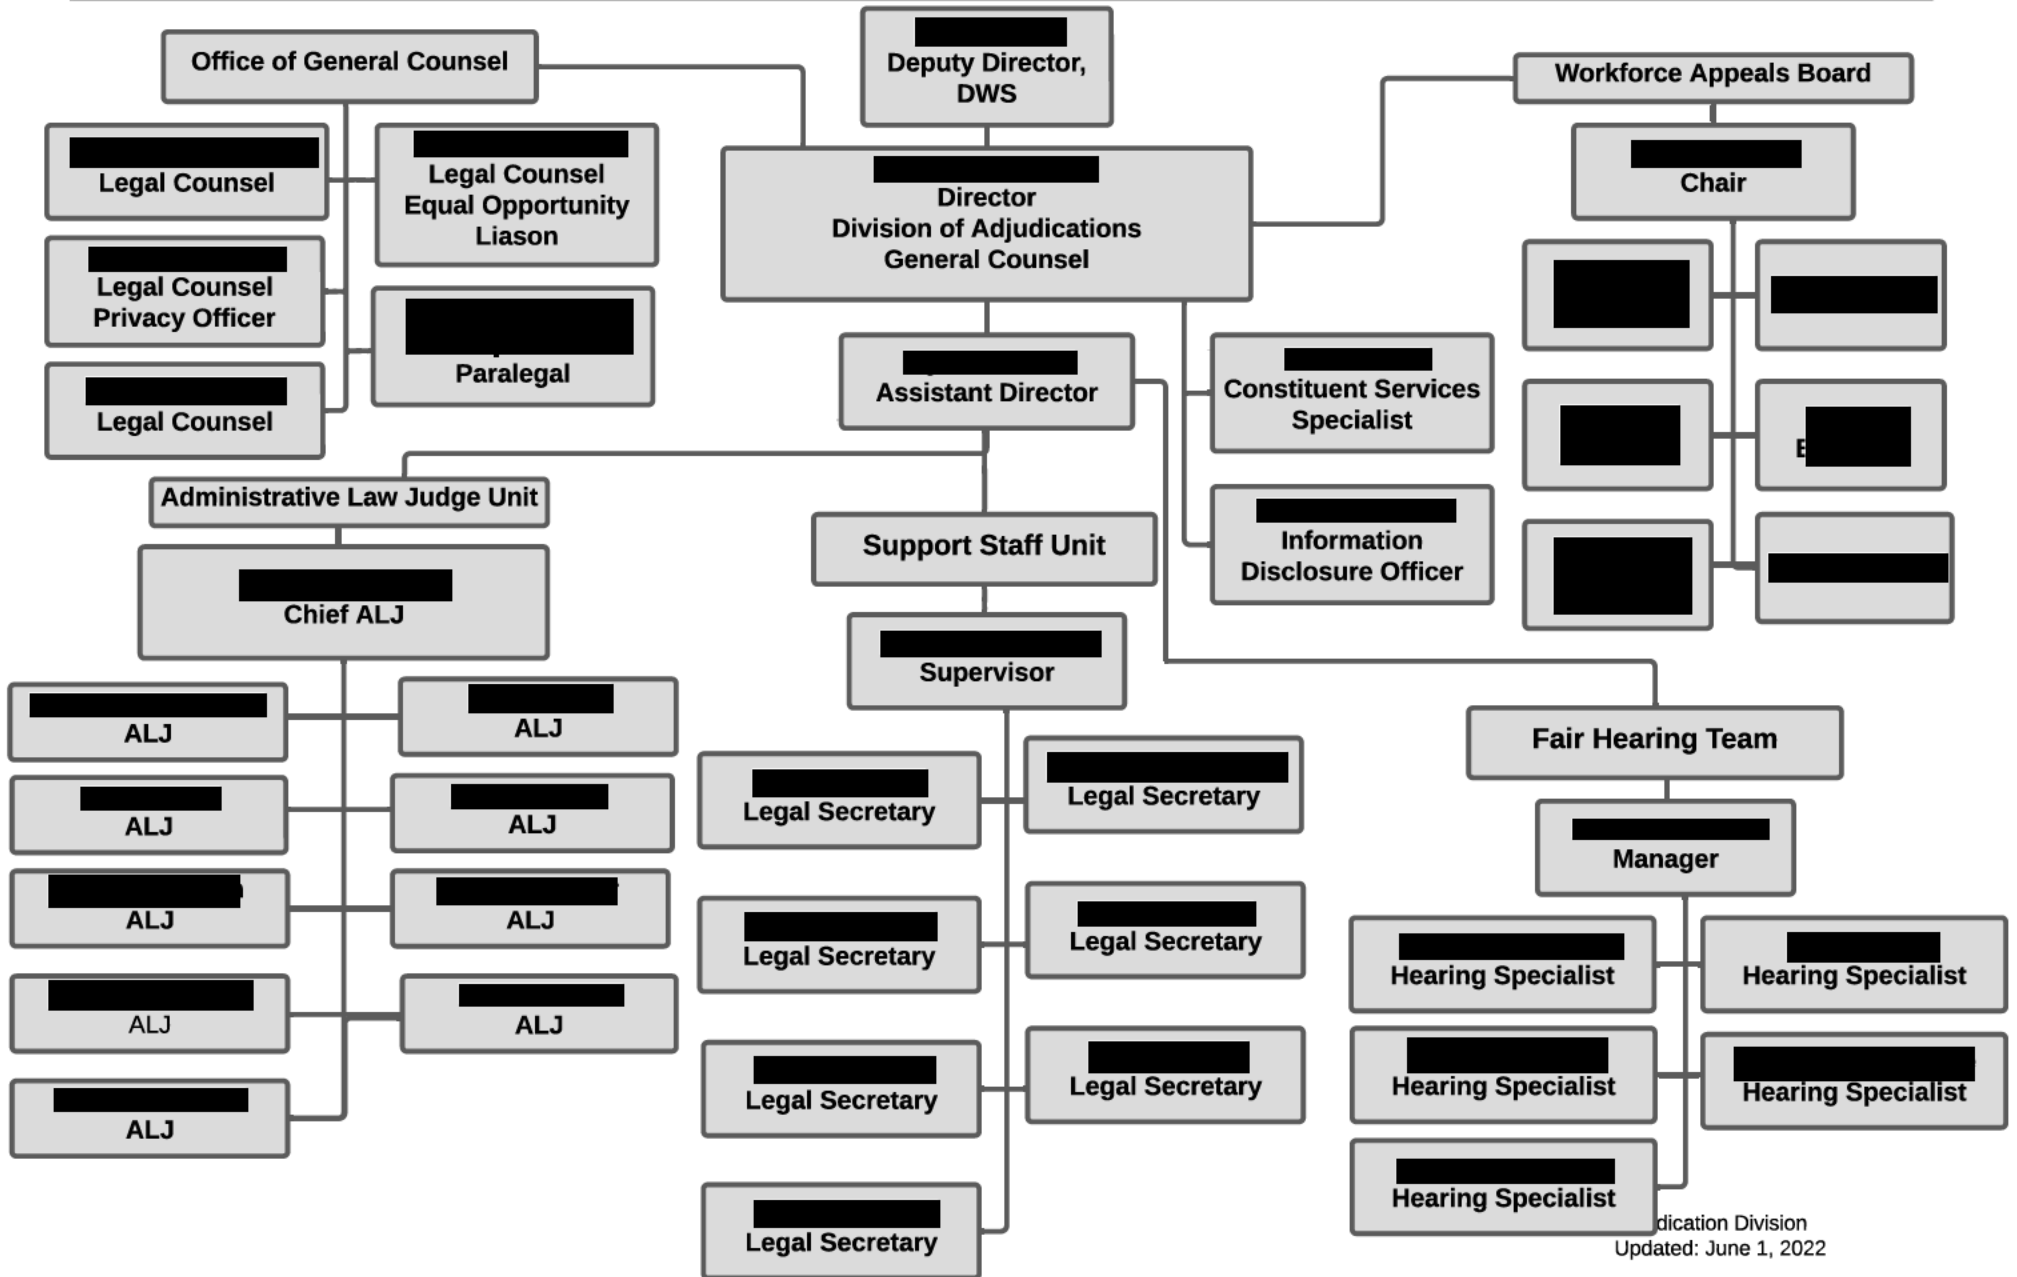 Office of General Counsel
Deputy Director,
DWS
Workforce Appeals Board
Legal Counsel
Legal Counsel
Equal Opportunity
Liason
Legal Counsel
Privacy Officer
Paralegal
Legal Counsel
Director
Division of Adjudications
General Counsel
Chair
Assistant Director
Constituent Services
Specialist
Information
Disclosure Officer
Administrative Law Judge Unit
Chief ALJ
ALJ
ALJ
ALJ
ALJ
ALJ
ALJ
ALJ
ALJ
ALJ
Support Staff Unit
Supervisor
Legal Secretary
Legal Secretary
Legal Secretary
Legal Secretary
Legal Secretary
Legal Secretary
Legal Secretary
Fair Hearing Team
Manager
Hearing Specialist
Hearing Specialist
Hearing Specialist
Hearing Specialist
Hearing Specialist
Division
Updated: June 1, 2022